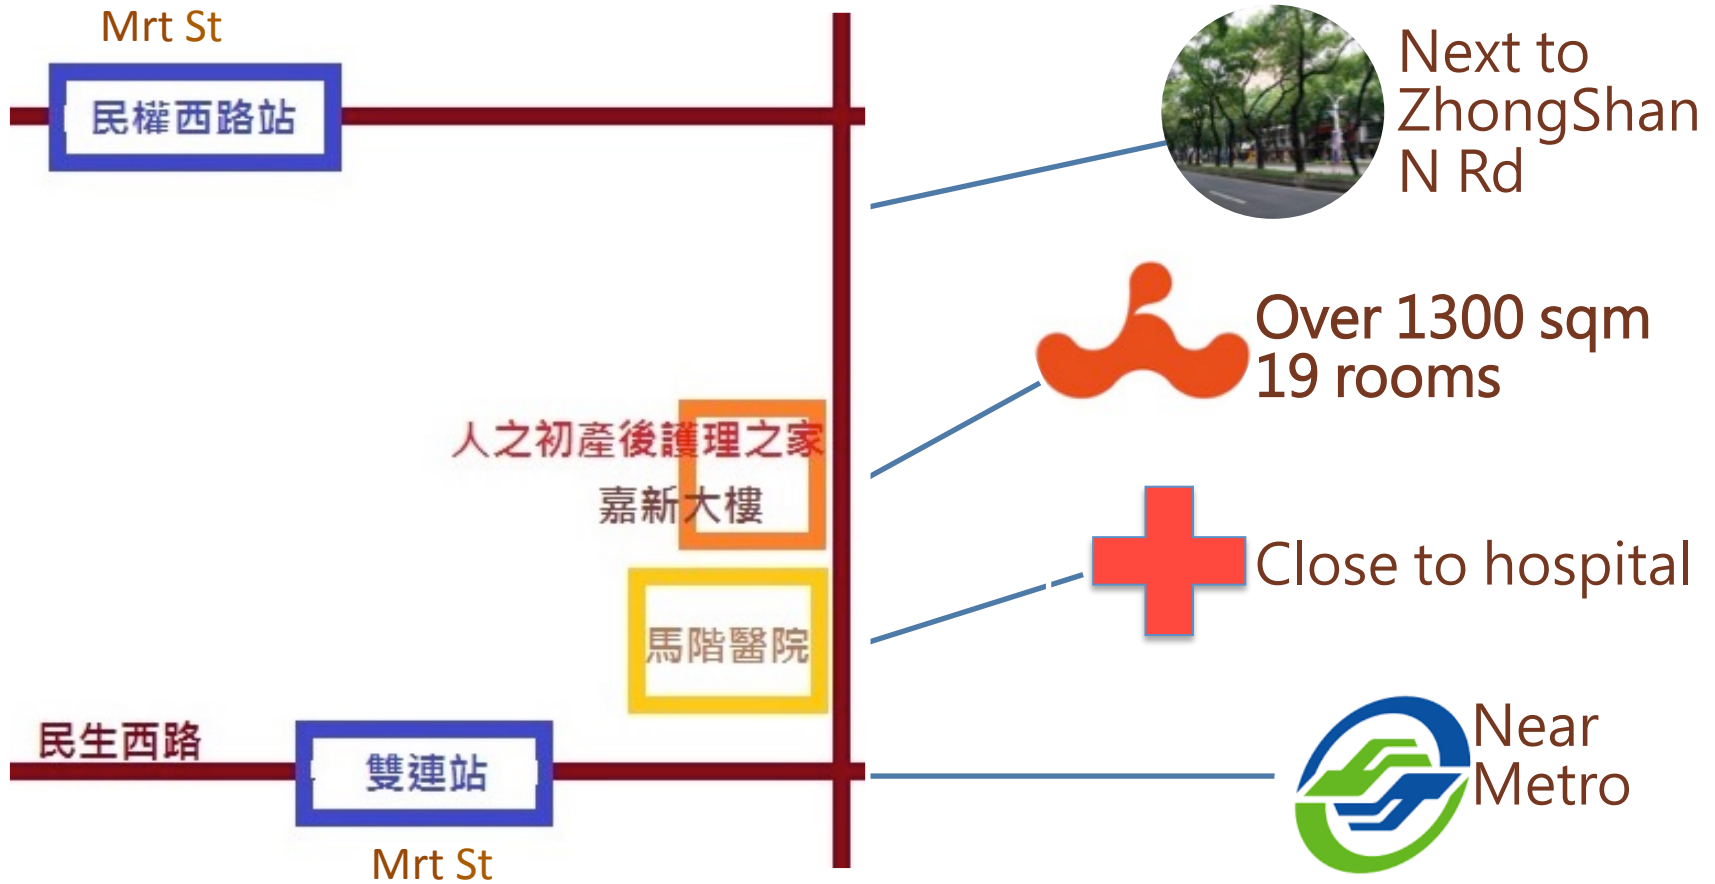 Mrt St
民權西路站
人之初產後護理之家
嘉新大樓
馬階醫院
民生西路
雙連站
Mrt St
Next to
ZhongShan
N Rd
Over 1300 sqm
19 rooms
Close to hospital
Near
Metro